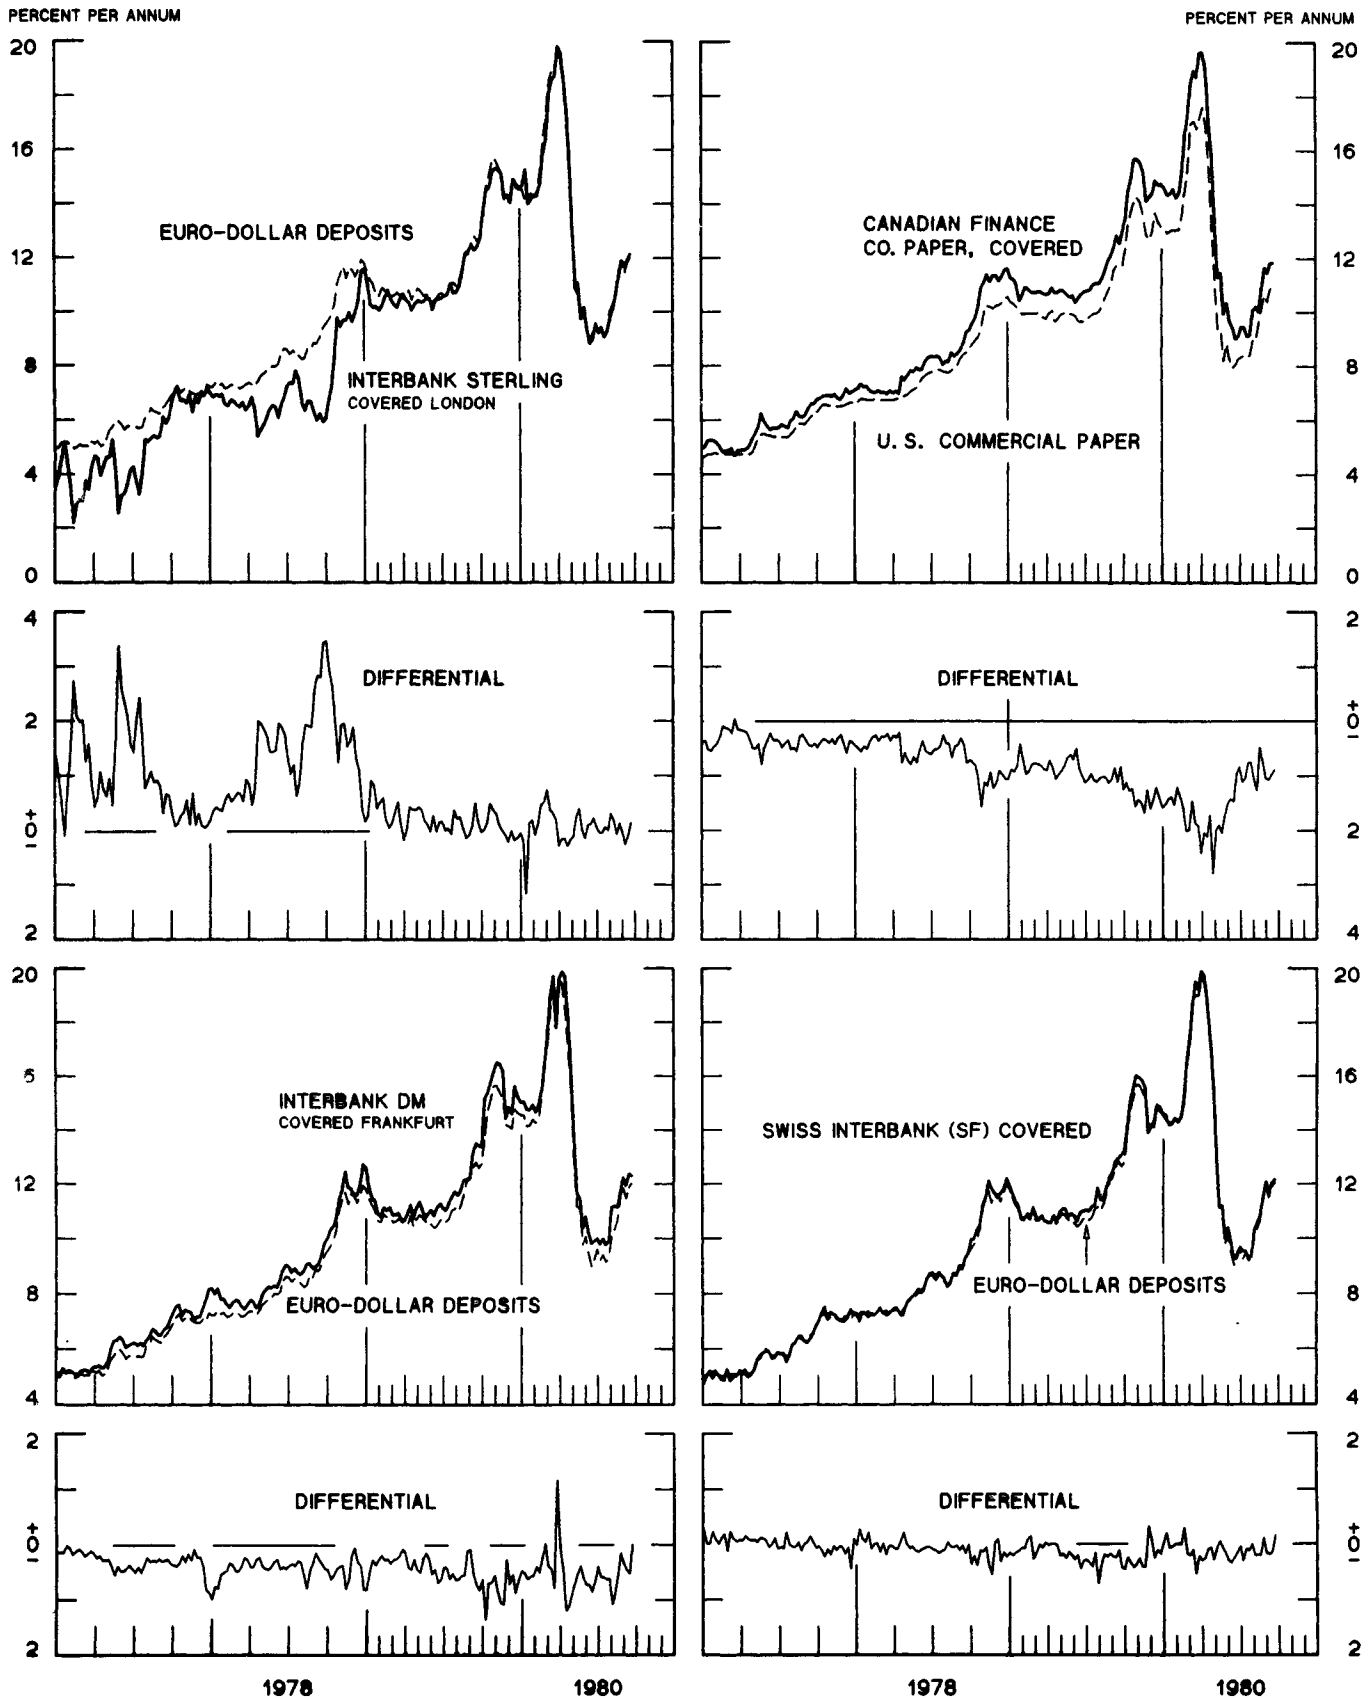 PERCENT PER ANNUM
PERCENT PER ANNUM
20
16
12
8
4
0
EURO-DOLLAR DEPOSITS
INTERBANK STERLING
COVERED LONDON
20
16
12
8
4
0
CANADIAN FINANCE
CO. PAPER, COVERED
U. S. COMMERCIAL PAPER
4
2
+
0
–
2
DIFFERENTIAL
2
+
0
–
2
4
DIFFERENTIAL
20
12
8
4
INTERBANK DM
COVERED FRANKFURT
EURO-DOLLAR DEPOSITS
20
16
12
8
4
SWISS INTERBANK (SF) COVERED
EURO-DOLLAR DEPOSITS
2
+
0
–
2
DIFFERENTIAL
2
+
0
–
2
DIFFERENTIAL
1978
1980
1978
1980